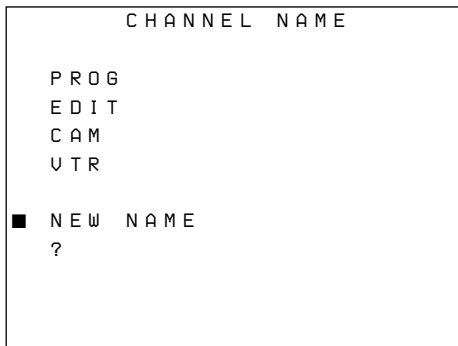 CHANNEL NAME
PROG
EDIT
CAM
VTR
■ NEW NAME
?